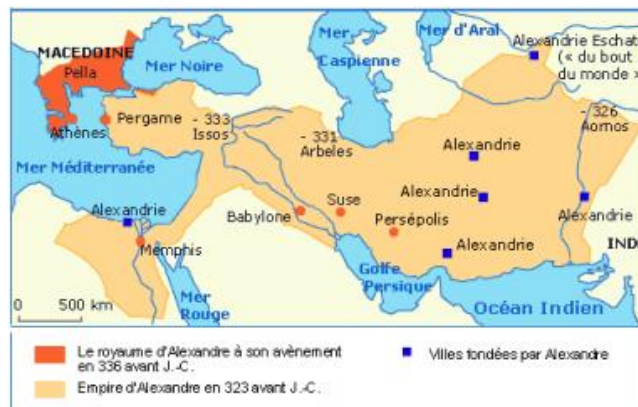 Mer d'Aral
Alexandrie Eschat
(« du bout
du monde »
MACEDOINE
Pella
Mer Noire
Mer
Caspienne
Pergame
- 333
Issos
- 331
Arbeles
- 326
Aornos
Athènes
Mer Méditerranée
Alexandrie
Alexandrie
Alexandrie
Alexandrie
Suse
Babylone
Persépolis
Memphis
Alexandrie
IND
Golfe
Persique
Mer
Rouge
Océan Indien
0 500 km
Le royaume d'Alexandre à son avènement
en 336 avant J.-C.
Villes fondées par Alexandre
Empire d'Alexandre en 323 avant J.-C.